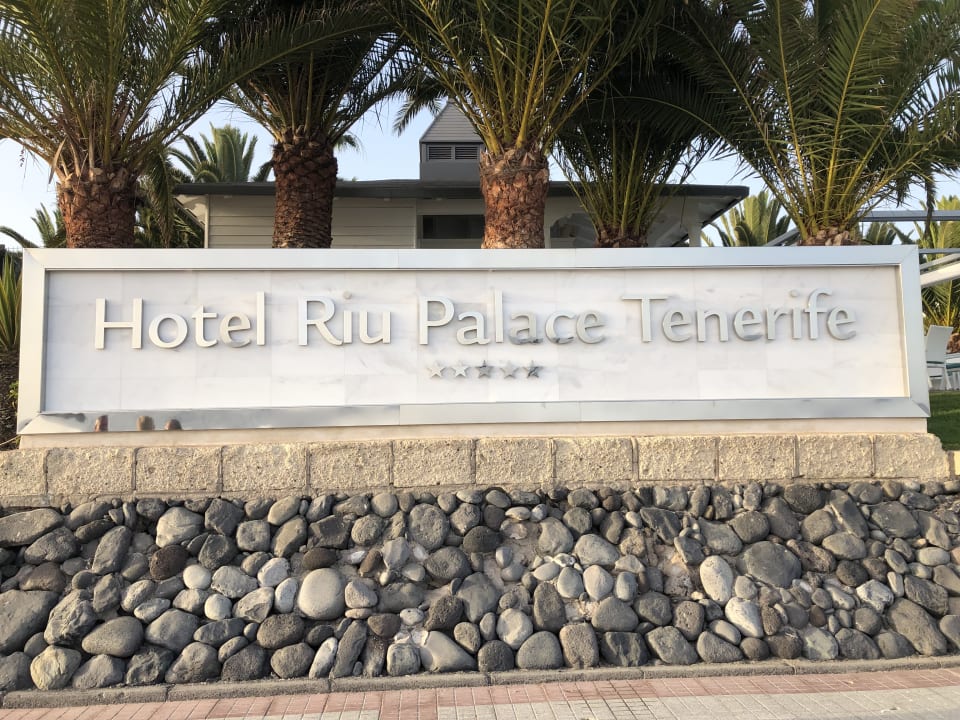 Hotel Riu Palace Tenerife
★★★★★